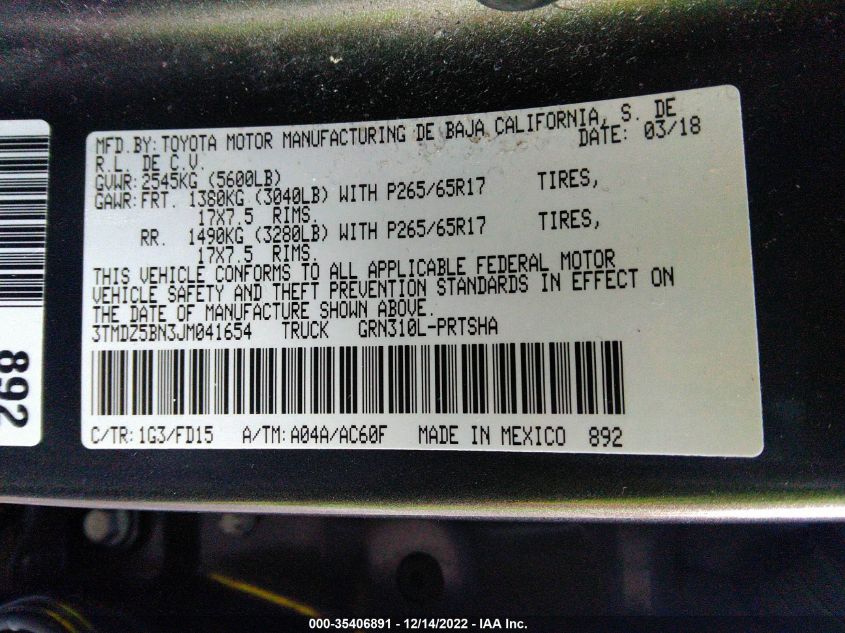 MFD. BY: TOYOTA MOTOR MANUFACTURING DE BAJA CALIFORNIA, S. DE
R.L. DE C.V. DATE: 03/18
GVWR: 2545KG (5600LB)
GAWR: FRT. 1380KG (3040LB) WITH P265/65R17 TIRES,
17X7.5 RIMS.
RR. 1490KG (3280LB) WITH P265/65R17 TIRES,
17X7.5 RIMS.
THIS VEHICLE CONFORMS TO ALL APPLICABLE FEDERAL MOTOR
VEHICLE SAFETY AND THEFT PREVENTION STANDARDS IN EFFECT ON
THE DATE OF MANUFACTURE SHOWN ABOVE.
3TMDZ5BN3JM041654 TRUCK GRN310L-PRTSHA
C/TR: 1G3/FD15 A/TM: A04A/AC60F MADE IN MEXICO 892
892
000-35406891 - 12/14/2022 - IAA Inc.